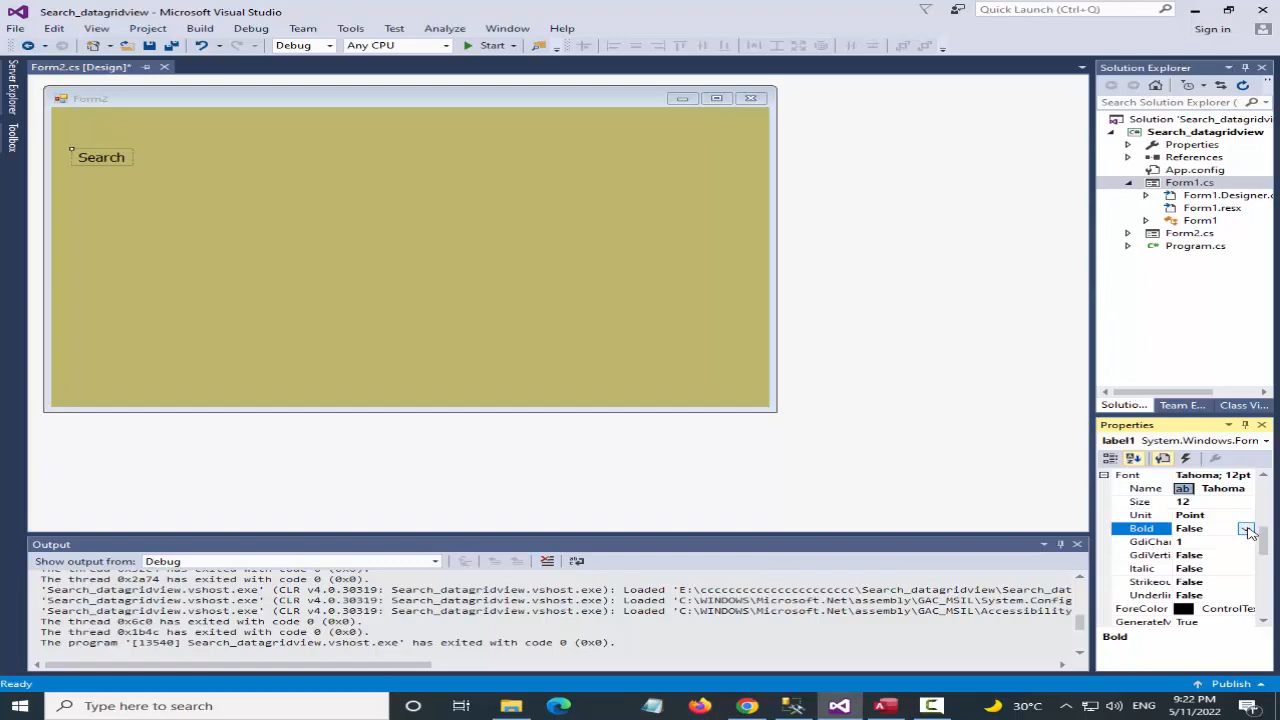 Search_datagridview - Microsoft Visual Studio
Quick Launch (Ctrl+Q)
File Edit View Project Build Debug Team Tools Test Analyze Window Help
Sign in
Debug Any CPU Start
Server Explorer
Toolbox
Form2.cs [Design]*
Form2
Search
Solution Explorer
Search Solution Explorer (
Solution 'Search_datagridvi
Search_datagridview
Properties
References
App.config
Form1.cs
Form1.Designer.c
Form1.resx
Form1
Form2.cs
Program.cs
Solutio... Team E... Class Vi...
Properties
label1 System.Windows.Forn
Font Tahoma; 12pt
Name ab Tahoma
Size 12
Unit Point
Bold False
GdiChar 1
GdiVerti False
Italic False
Strikeou False
Underlin False
ForeColor ControlTex
GenerateM True
Bold
Output
Show output from: Debug
The thread 0x2a74 has exited with code 0 (0x0).
'Search_datagridview.vshost.exe' (CLR v4.0.30319: Search_datagridview.vshost.exe): Loaded 'E:\cccccccccccccccccccccc\Search_datagridview\Search_dat
'Search_datagridview.vshost.exe' (CLR v4.0.30319: Search_datagridview.vshost.exe): Loaded 'C:\WINDOWS\Microsoft.Net\assembly\GAC_MSIL\System.Config
'Search_datagridview.vshost.exe' (CLR v4.0.30319: Search_datagridview.vshost.exe): Loaded 'C:\WINDOWS\Microsoft.Net\assembly\GAC_MSIL\Accessibility
The thread 0x6c0 has exited with code 0 (0x0).
The thread 0x1b4c has exited with code 0 (0x0).
The program '[13540] Search_datagridview.vshost.exe' has exited with code 0 (0x0).
Ready
Publish
Type here to search
30°C
ENG
9:22 PM
5/11/2022